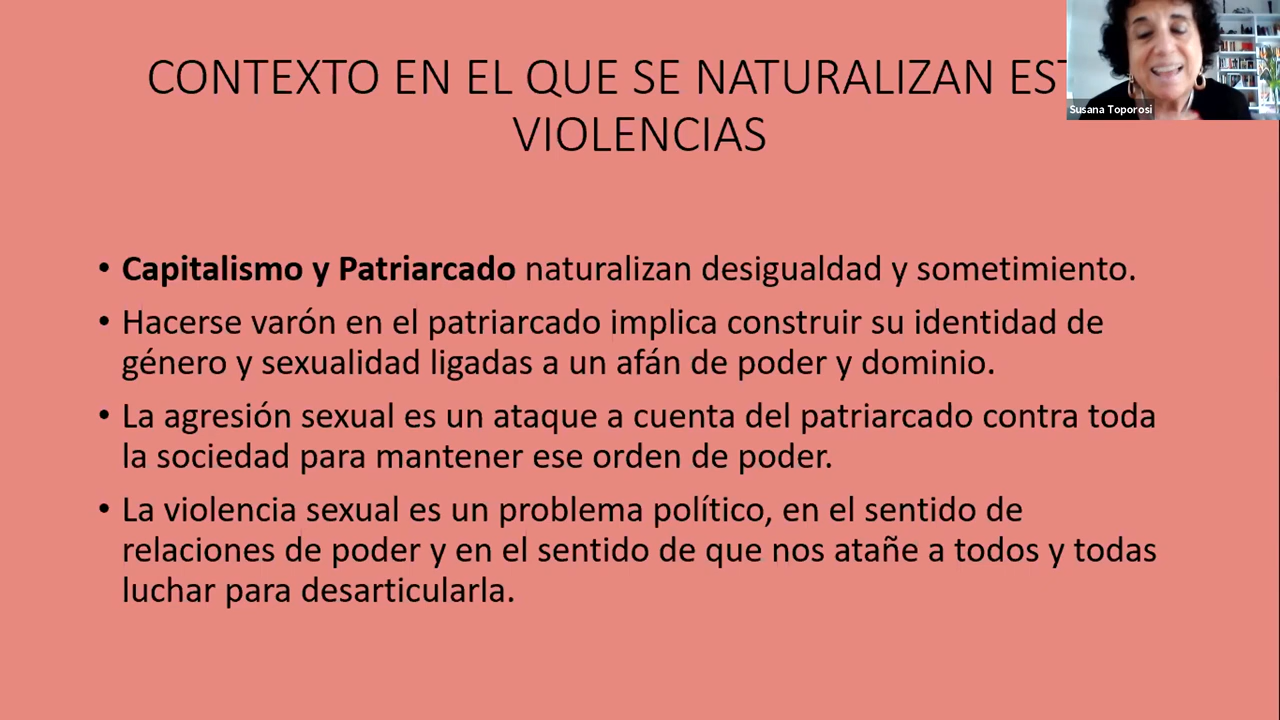 CONTEXTO EN EL QUE SE NATURALIZAN
VIOLENCIAS
Susana Toporosi
• Capitalismo y Patriarcado naturalizan desigualdad y sometimiento.
• Hacerse varón en el patriarcado implica construir su identidad de
género y sexualidad ligadas a un afán de poder y dominio.
• La agresión sexual es un ataque a cuenta del patriarcado contra toda
la sociedad para mantener ese orden de poder.
• La violencia sexual es un problema político, en el sentido de
relaciones de poder y en el sentido de que nos atañe a todos y todas
luchar para desarticularla.